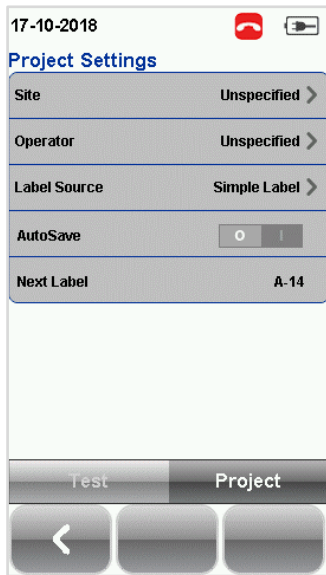 17-10-2018
Project Settings
Site Unspecified
Operator Unspecified
Label Source Simple Label
AutoSave O I
Next Label A-14
Test Project